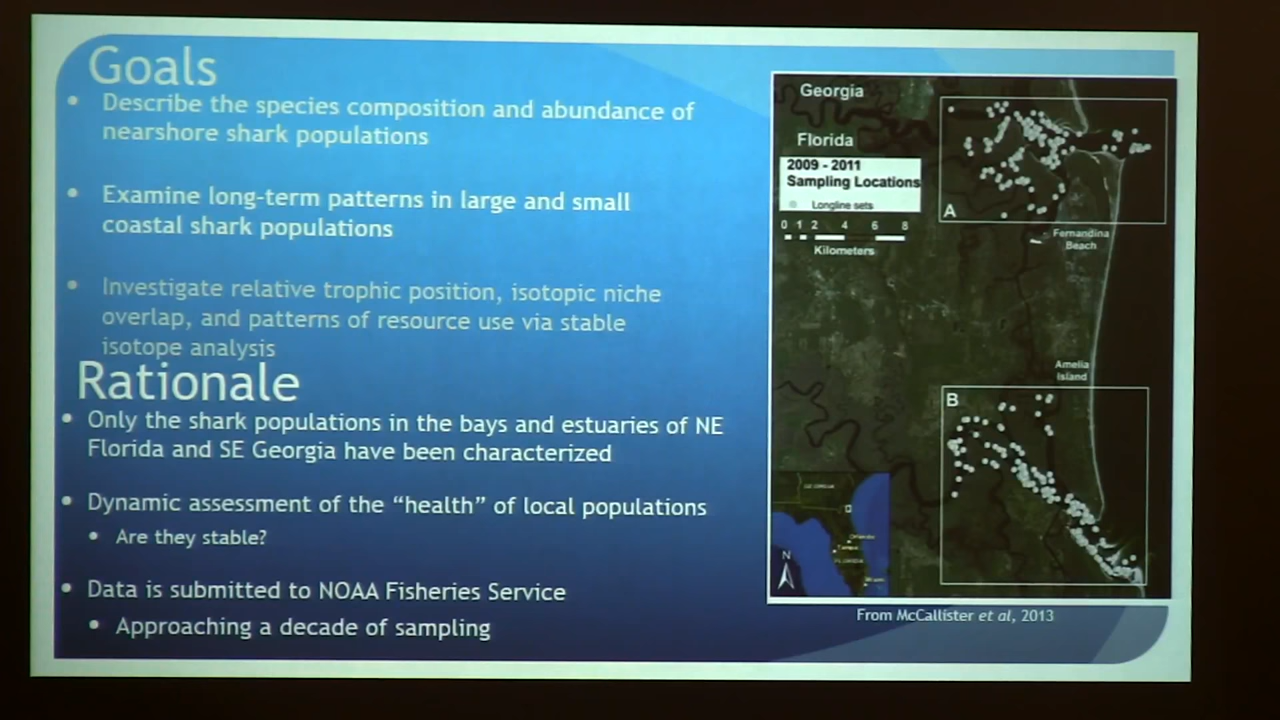 Goals
• Describe the species composition and abundance of
nearshore shark populations
• Examine long-term patterns in large and small
coastal shark populations
• Investigate relative trophic position, isotopic niche
overlap, and patterns of resource use via stable
isotope analysis
Rationale
• Only the shark populations in the bays and estuaries of NE
Florida and SE Georgia have been characterized
• Dynamic assessment of the “health” of local populations
• Are they stable?
• Data is submitted to NOAA Fisheries Service
• Approaching a decade of sampling
Georgia
Florida
2009 - 2011
Sampling Locations
Longline sets
0 1 2 4 6 8
Kilometers
A
Fernandina
Beach
Amelia
Island
B
N
From McCallister et al, 2013